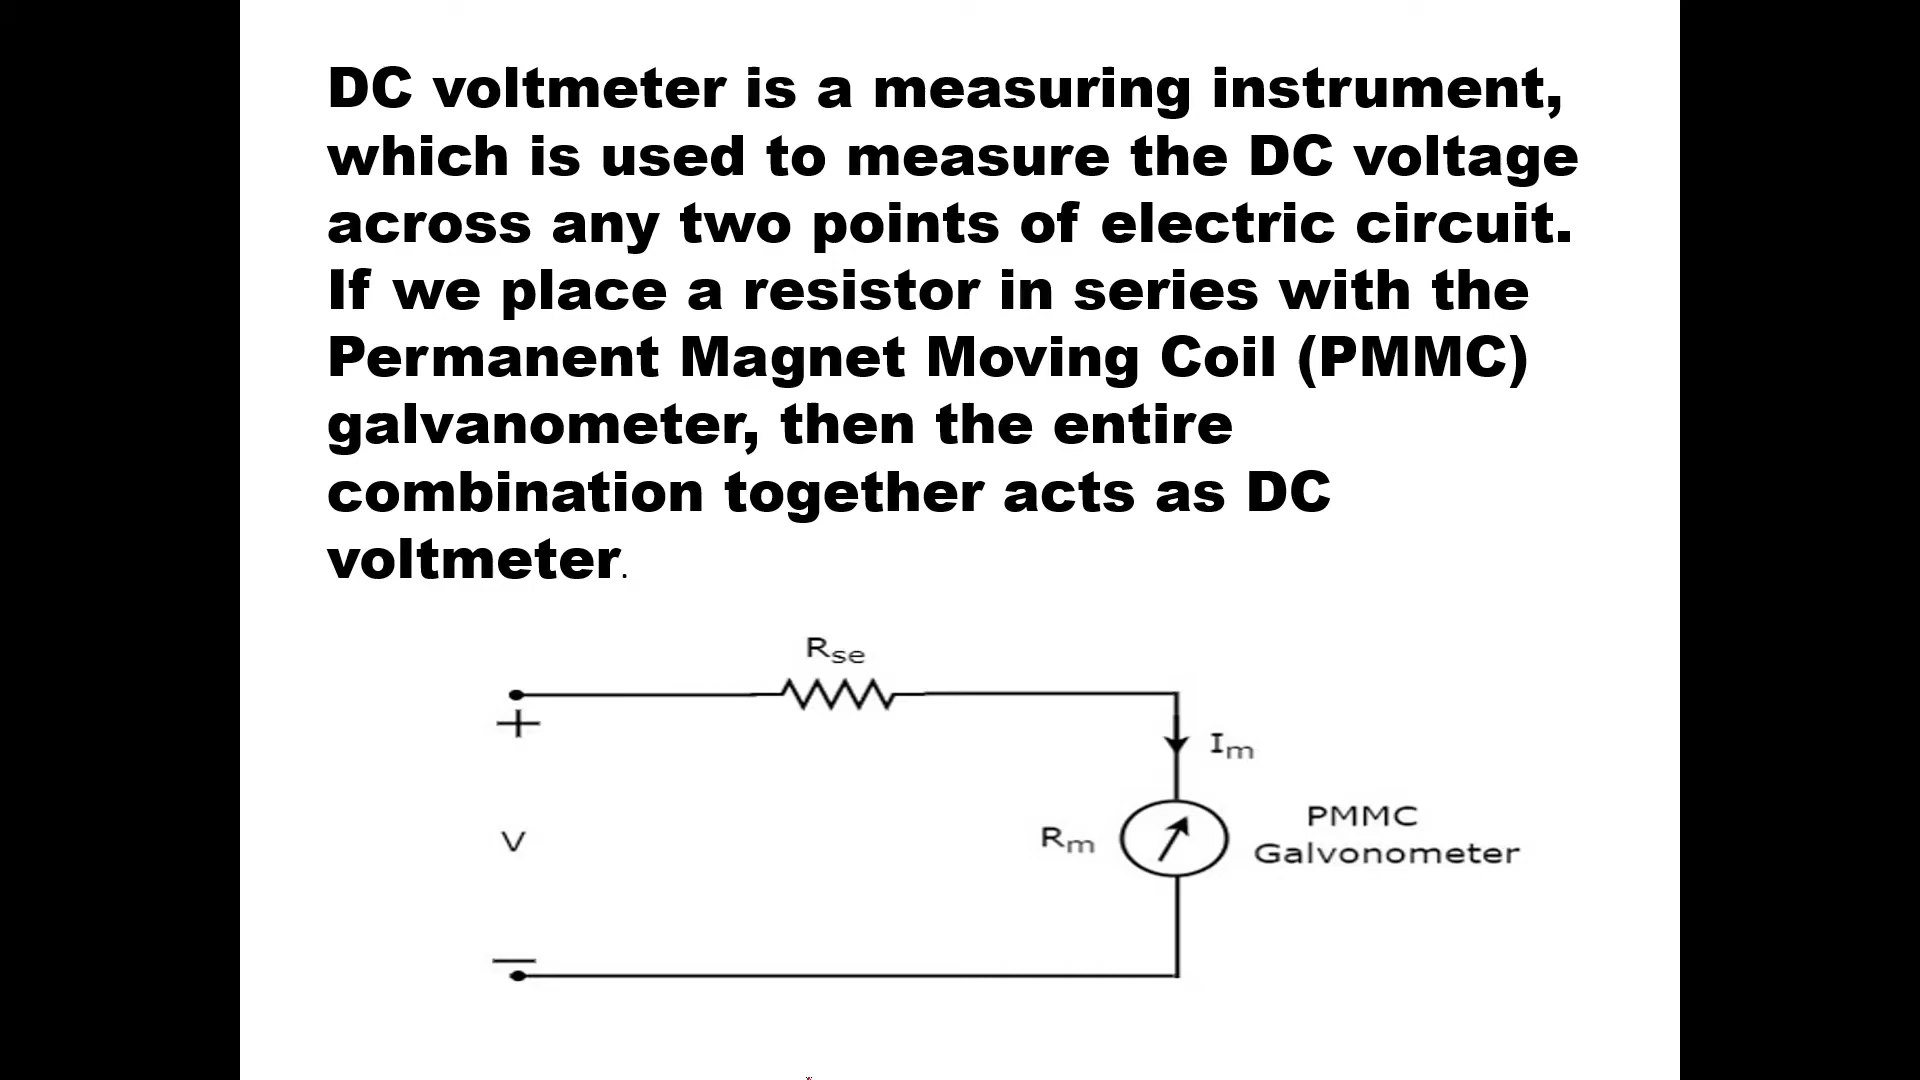 DC voltmeter is a measuring instrument,
which is used to measure the DC voltage
across any two points of electric circuit.
If we place a resistor in series with the
Permanent Magnet Moving Coil (PMMC)
galvanometer, then the entire
combination together acts as DC
voltmeter.
Rse
+
Im
V
Rm
PMMC
Galvonometer
—